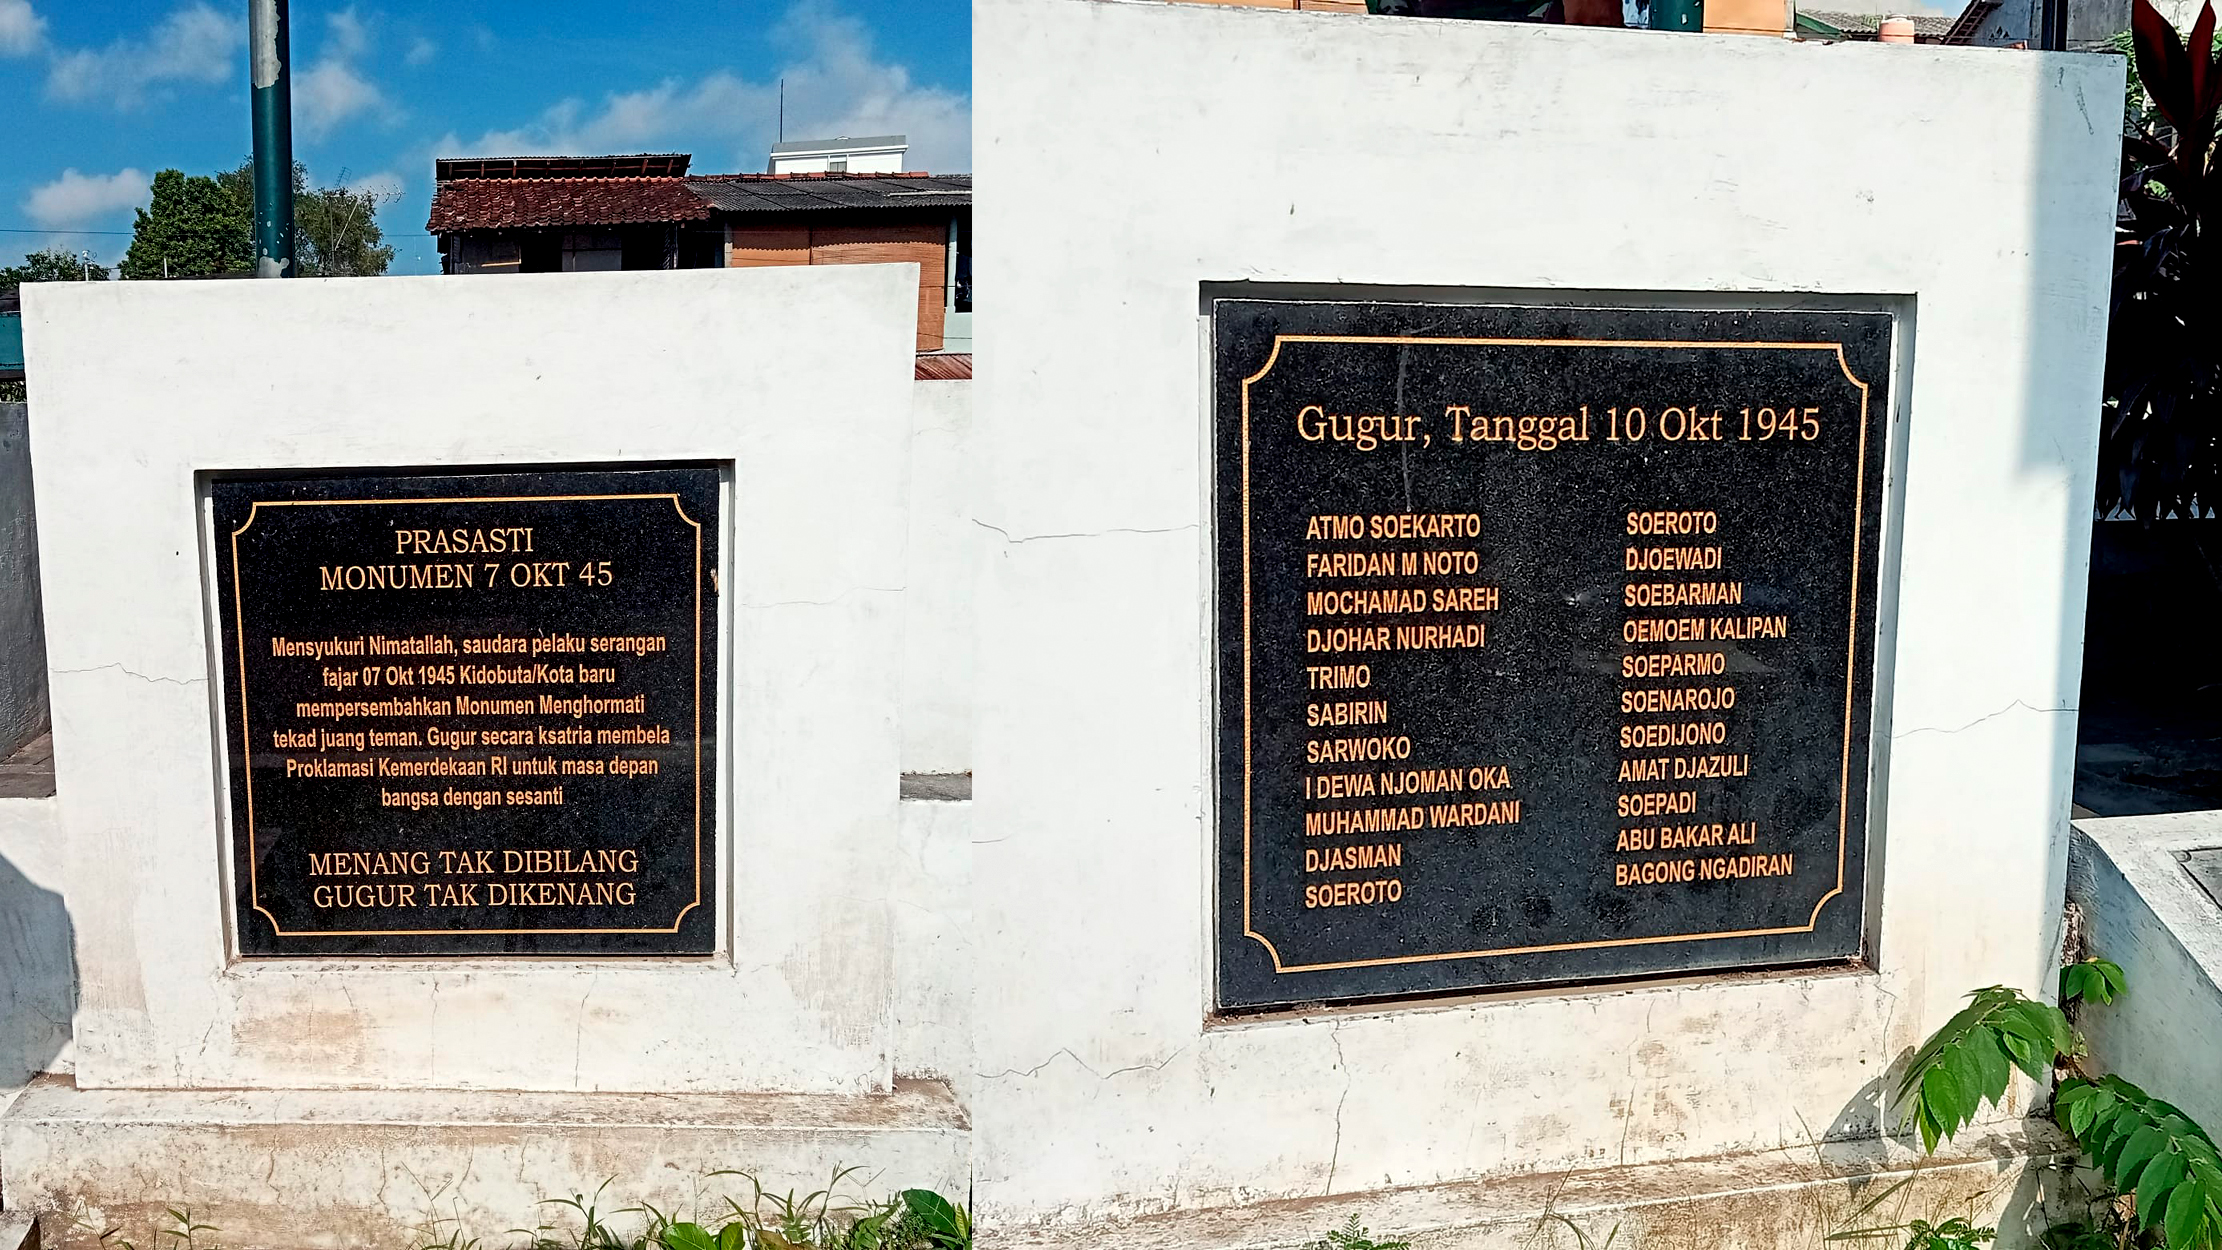 PRASASTI
MONUMEN 7 OKT 45
Mensyukuri Nimatallah, saudara pelaku serangan
fajar 07 Okt 1945 Kidobuta/Kota baru
mempersembahkan Monumen Menghormati
tekad juang teman. Gugur secara ksatria membela
Proklamasi Kemerdekaan RI untuk masa depan
bangsa dengan sesanti
MENANG TAK DIBILANG
GUGUR TAK DIKENANG
Gugur, Tanggal 10 Okt 1945
ATMO SOEKARTO
FARIDAN M NOTO
MOCHAMAD SAREH
DJOHAR NURHADI
TRIMO
SABIRIN
SARWOKO
I DEWA NJOMAN OKA
MUHAMMAD WARDANI
DJASMAN
SOEROTO
SOEROTO
DJOEWADI
SOEBARMAN
OEMOEM KALIPAN
SOEPARMO
SOENAROJO
SOEDIJONO
AMAT DJAZULI
SOEPADI
ABU BAKAR ALI
BAGONG NGADIRAN